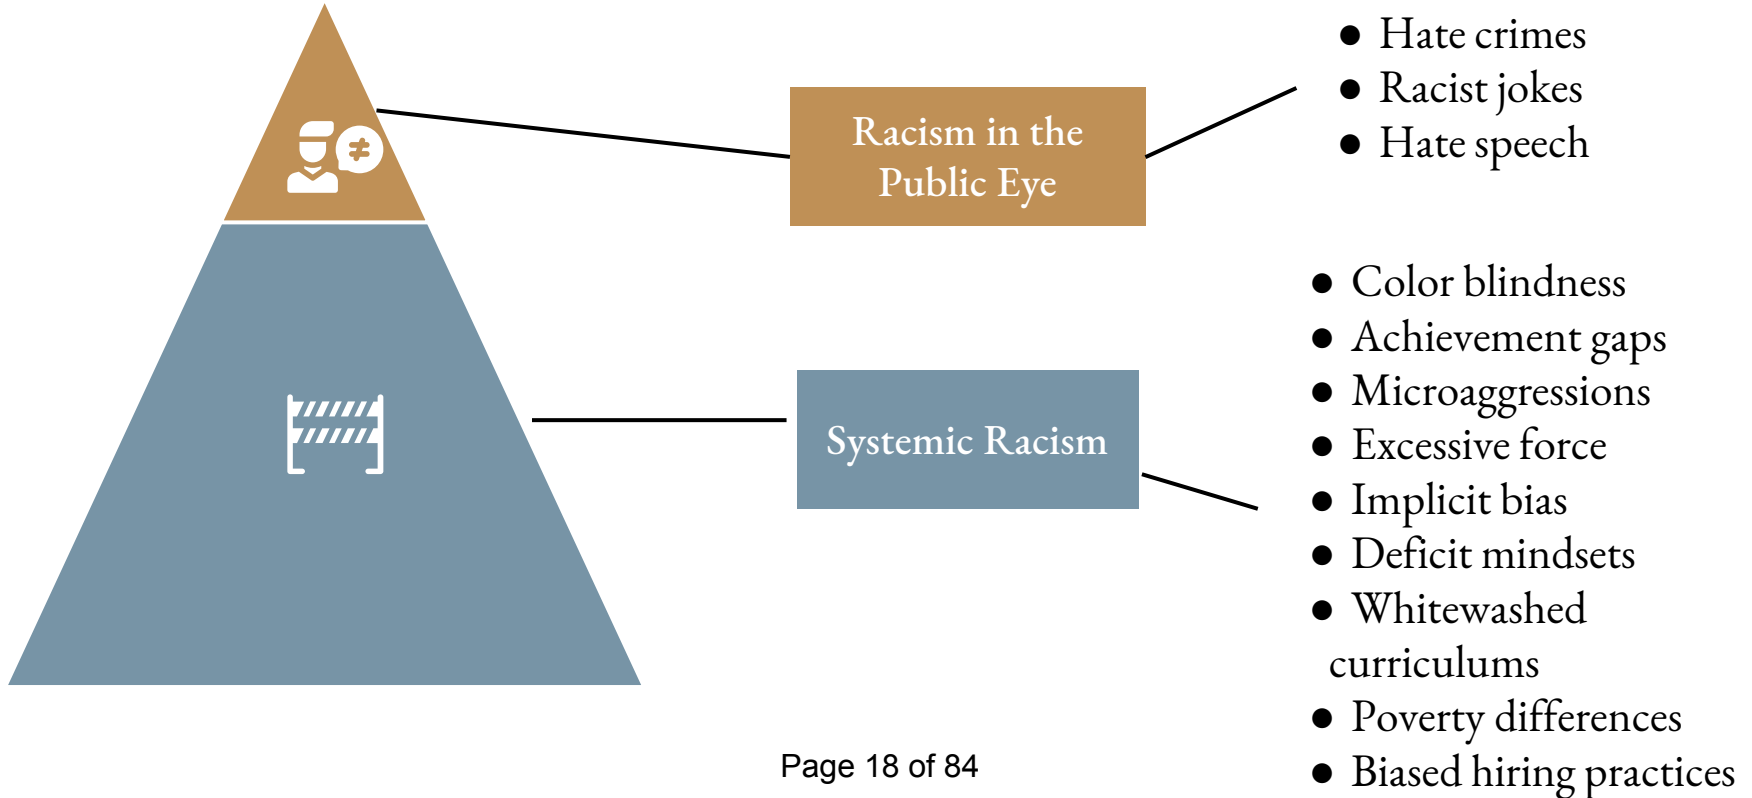 ● Hate crimes
● Racist jokes
● Hate speech
Racism in the
Public Eye
● Color blindness
● Achievement gaps
● Microaggressions
● Excessive force
● Implicit bias
● Deficit mindsets
● Whitewashed
curriculums
● Poverty differences
● Biased hiring practices
Systemic Racism
≠
Page 18 of 84